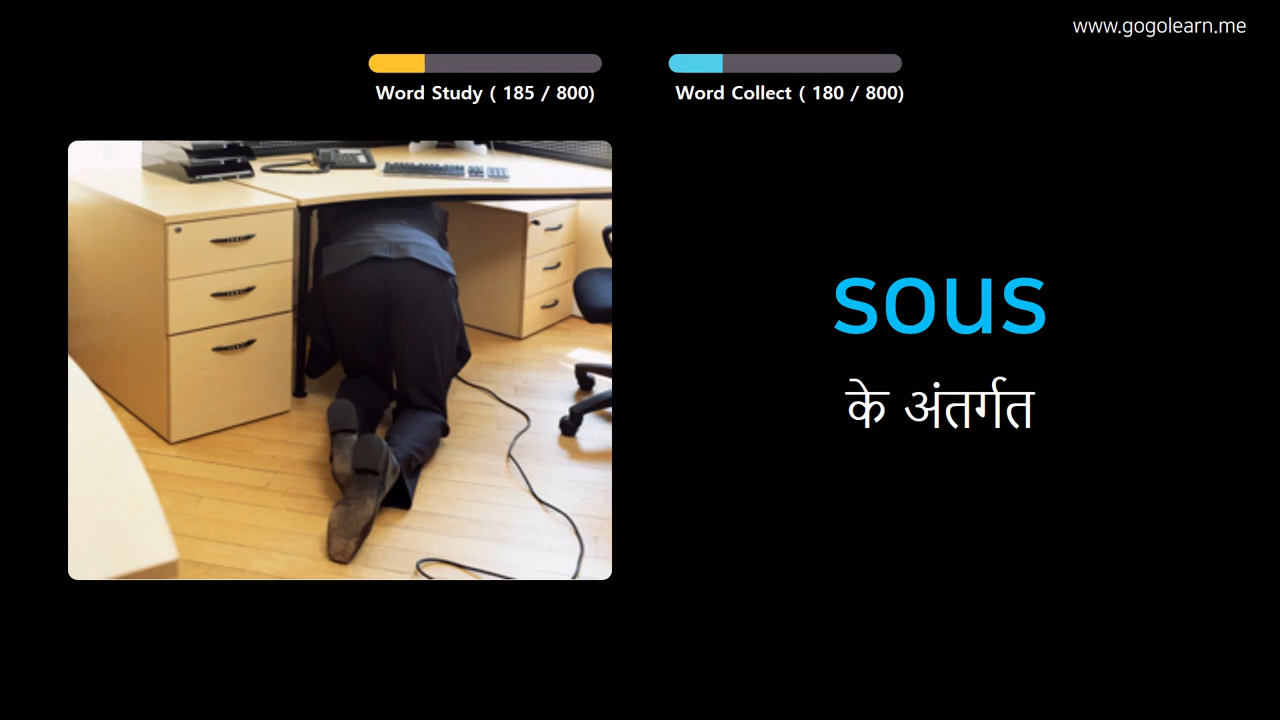 www.gogolearn.me
Word Study ( 185 / 800)
Word Collect ( 180 / 800)
sous
के अंतर्गत